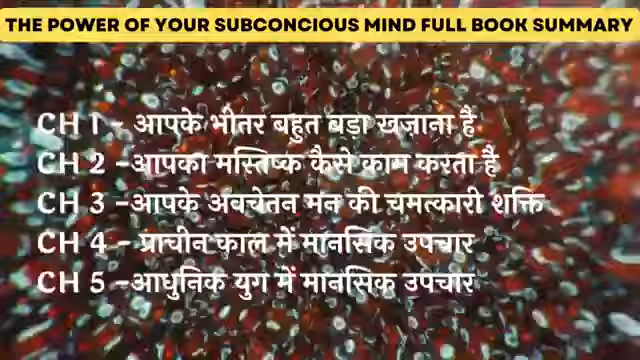 THE POWER OF YOUR SUBCONCIOUS MIND FULL BOOK SUMMARY
CH 1 - आपके भीतर बहुत बड़ा खज़ाना है
CH 2 -आपका मस्तिष्क कैसे काम करता है
CH 3 -आपके अवचेतन मन की चमत्कारी शक्ति
CH 4 - प्राचीन काल में मानसिक उपचार
CH 5 -आधुनिक युग में मानसिक उपचार